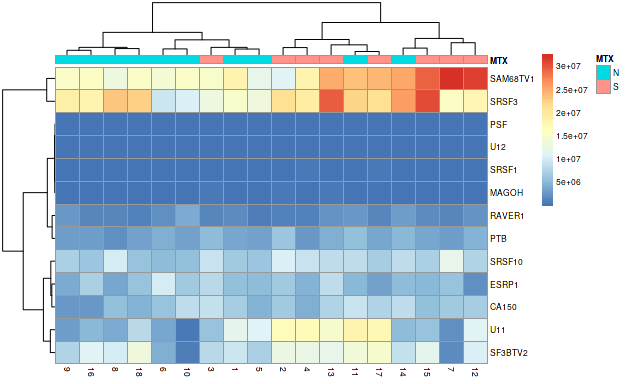 MTX
SAM68TV1
SRSF3
PSF
U12
SRSF1
MAGOH
RAVER1
PTB
SRSF10
ESRP1
CA150
U11
SF3BTV2
9 16 8 18 6 10 3 1 5 2 4 13 11 17 14 15 7 12
3e+07
2.5e+07
2e+07
1.5e+07
1e+07
5e+06
MTX
N
S